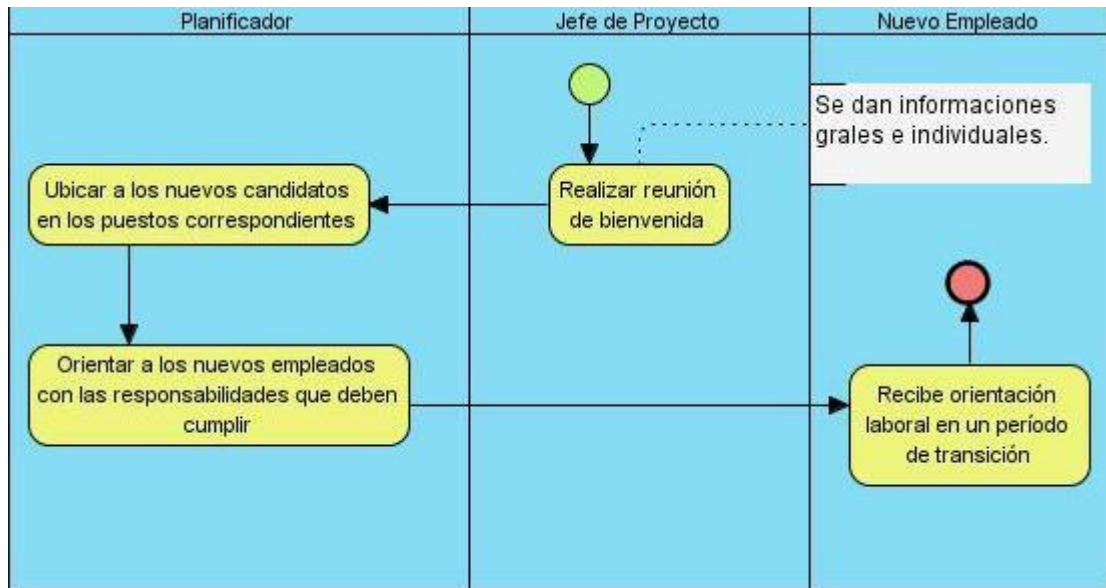 Planificador
Jefe de Proyecto
Nuevo Empleado
Se dan informaciones
grales e individuales.
Ubicar a los nuevos candidatos
en los puestos correspondientes
Realizar reunión
de bienvenida
Orientar a los nuevos empleados
con las responsabilidades que deben
cumplir
Recibe orientación
laboral en un período
de transición